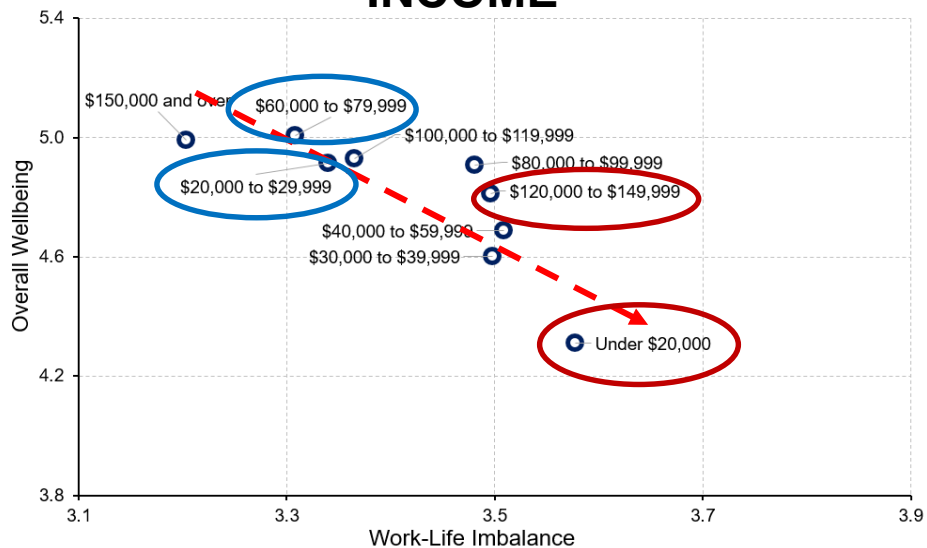 INCOME
5.4
5.0
4.6
4.2
3.8
Overall Wellbeing
$150,000 and over
$60,000 to $79,999
$100,000 to $119,999
$80,000 to $99,999
$20,000 to $29,999
$120,000 to $149,999
$40,000 to $59,999
$30,000 to $39,999
Under $20,000
3.1
3.3
3.5
3.7
3.9
Work-Life Imbalance